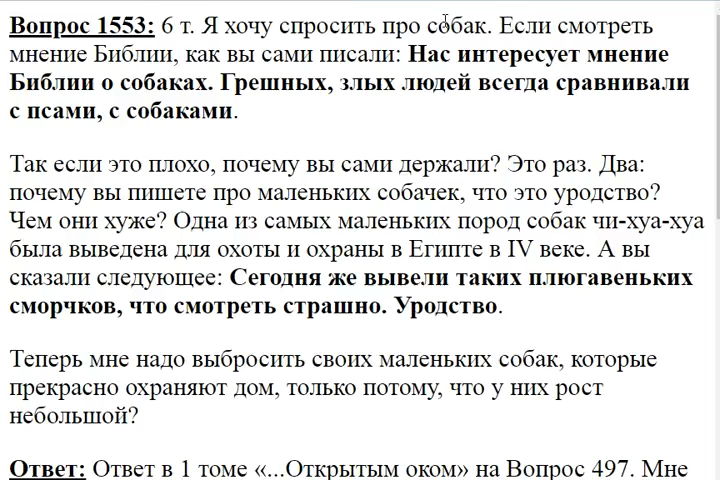 Вопрос 1553: 6 т. Я хочу спросить про собак. Если смотреть
мнение Библии, как вы сами писали: Нас интересует мнение
Библии о собаках. Грешных, злых людей всегда сравнивали
с псами, с собаками.
Так если это плохо, почему вы сами держали? Это раз. Два:
почему вы пишете про маленьких собачек, что это уродство?
Чем они хуже? Одна из самых маленьких пород собак чи-хуа-хуа
была выведена для охоты и охраны в Египте в IV веке. А вы
сказали следующее: Сегодня же вывели таких плюгавеньких
сморчков, что смотреть страшно. Уродство.
Теперь мне надо выбросить своих маленьких собак, которые
прекрасно охраняют дом, только потому, что у них рост
небольшой?
Ответ: Ответ в 1 томе «...Открытым оком» на Вопрос 497. Мне